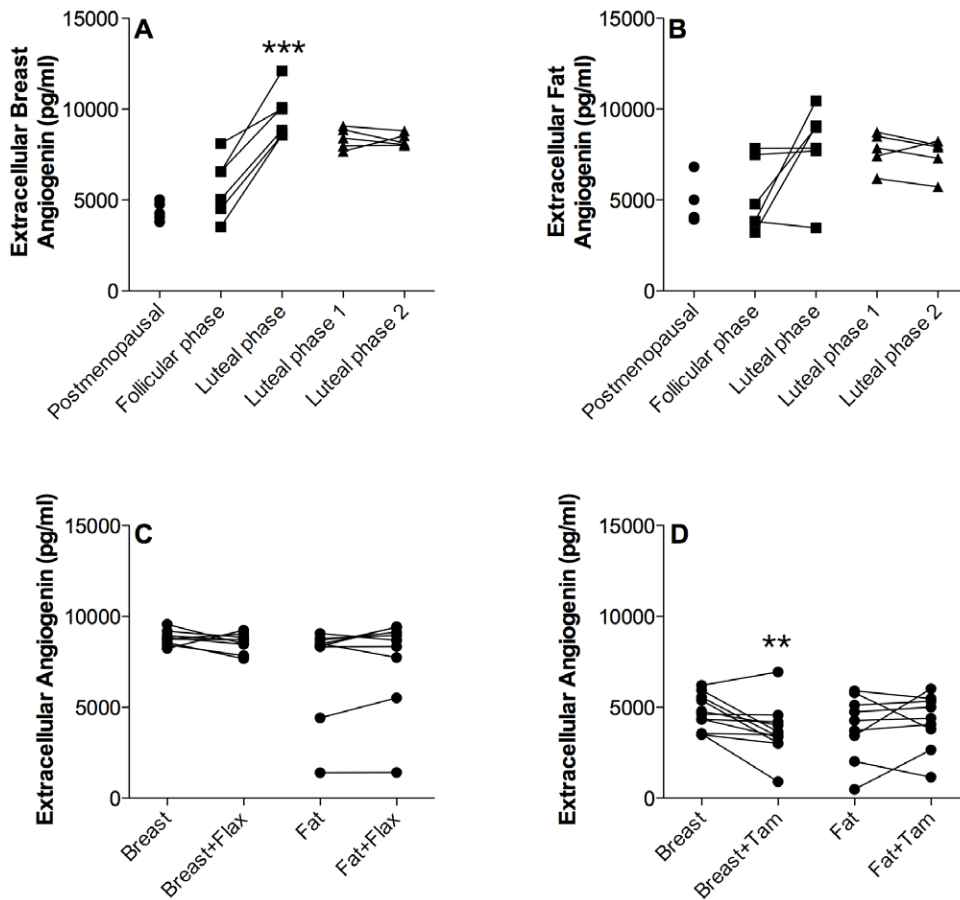 A
Extracellular Breast
Angiogenin (pg/ml)
15000
10000
5000
0
***
Postmenopausal
Follicular phase
Luteal phase
Luteal phase 1
Luteal phase 2
B
Extracellular Fat
Angiogenin (pg/ml)
15000
10000
5000
0
Postmenopausal
Follicular phase
Luteal phase
Luteal phase 1
Luteal phase 2
C
Extracellular Angiogenin (pg/ml)
15000
10000
5000
0
Breast
Breast+Flax
Fat
Fat+Flax
D
Extracellular Angiogenin (pg/ml)
15000
10000
5000
0
**
Breast
Breast+Tam
Fat
Fat+Tam